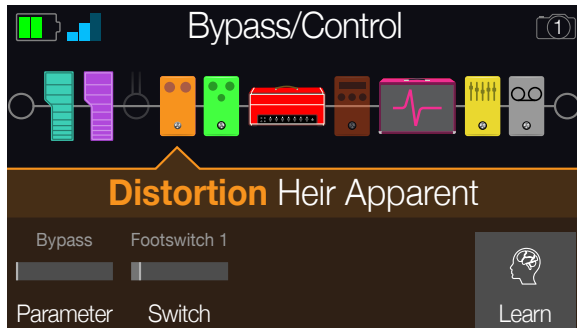 Bypass/Control
1
Distortion Heir Apparent
Bypass Footswitch 1
Parameter Switch Learn